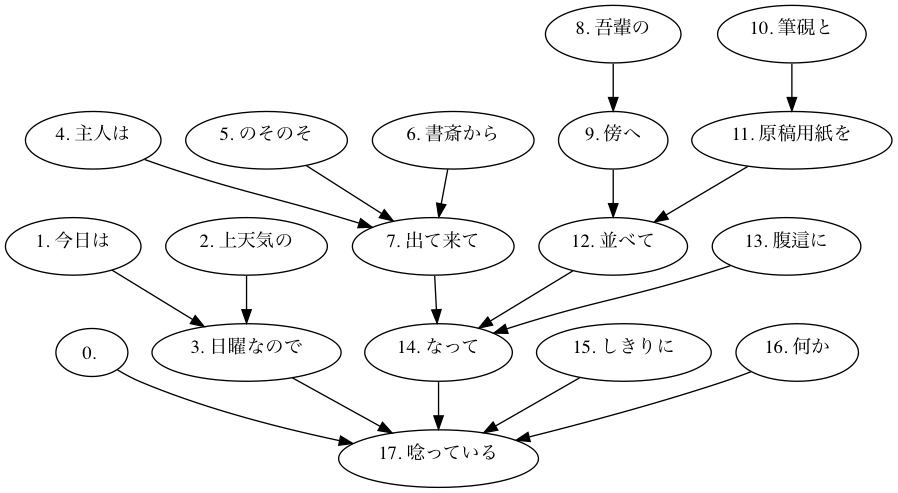 8. 吾輩の
10. 筆硯と
4. 主人は
5. のそのそ
6. 書斎から
9. 傍へ
11. 原稿用紙を
1. 今日は
2. 上天気の
7. 出て来て
12. 並べて
13. 腹這に
0.
3. 日曜なので
14. なって
15. しきりに
16. 何か
17. 唸っている